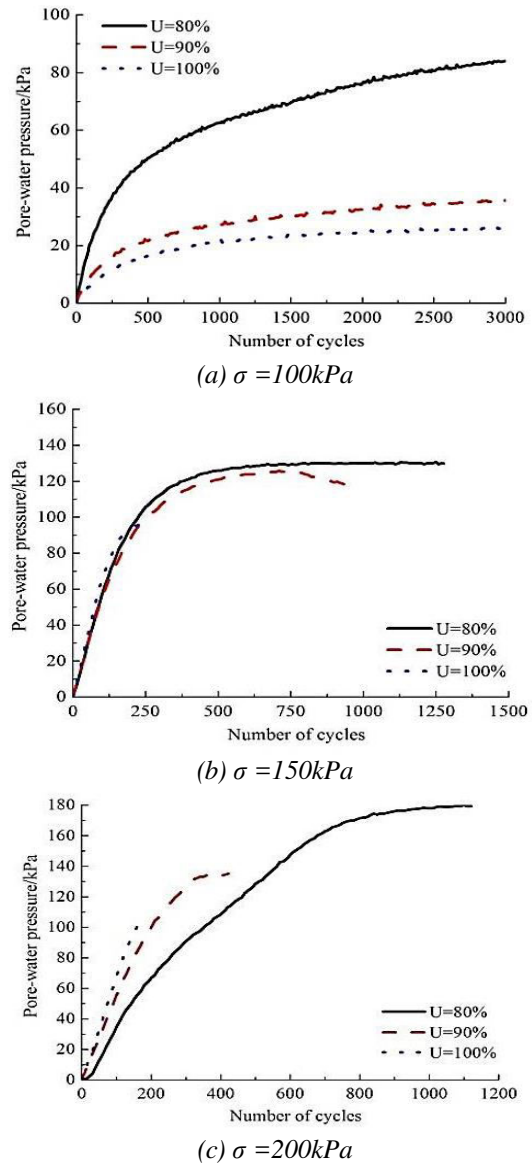 100
80
60
40
20
0
Pore-water pressure/kPa
U=80%
U=90%
U=100%
0 500 1000 1500 2000 2500 3000
Number of cycles
(a) σ =100kPa
160
140
120
100
80
60
40
20
0
Pore-water pressure/kPa
U=80%
U=90%
U=100%
0 250 500 750 1000 1250 1500
Number of cycles
(b) σ =150kPa
180
160
140
120
100
80
60
40
20
0
Pore-water pressure/kPa
U=80%
U=90%
U=100%
0 200 400 600 800 1000 1200
Number of cycles
(c) σ =200kPa